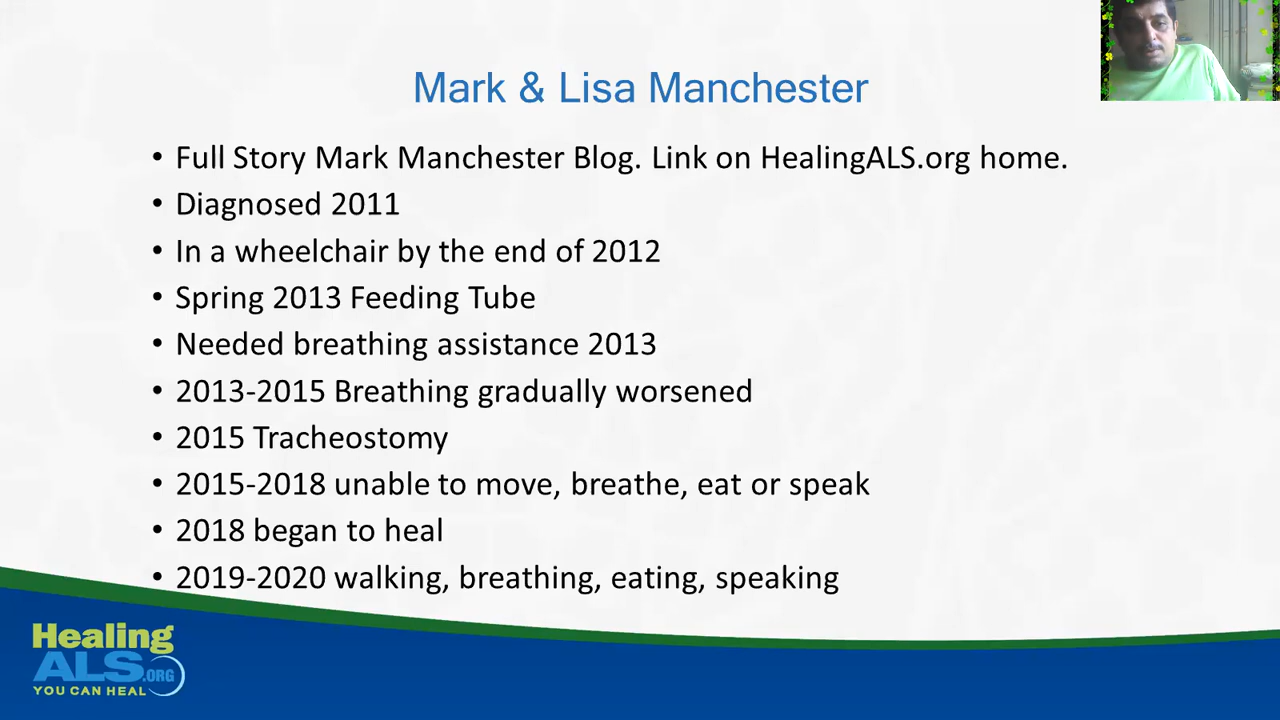 Mark & Lisa Manchester
• Full Story Mark Manchester Blog. Link on HealingALS.org home.
• Diagnosed 2011
• In a wheelchair by the end of 2012
• Spring 2013 Feeding Tube
• Needed breathing assistance 2013
• 2013-2015 Breathing gradually worsened
• 2015 Tracheostomy
• 2015-2018 unable to move, breathe, eat or speak
• 2018 began to heal
• 2019-2020 walking, breathing, eating, speaking
Healing
ALS.ORG
YOU CAN HEAL